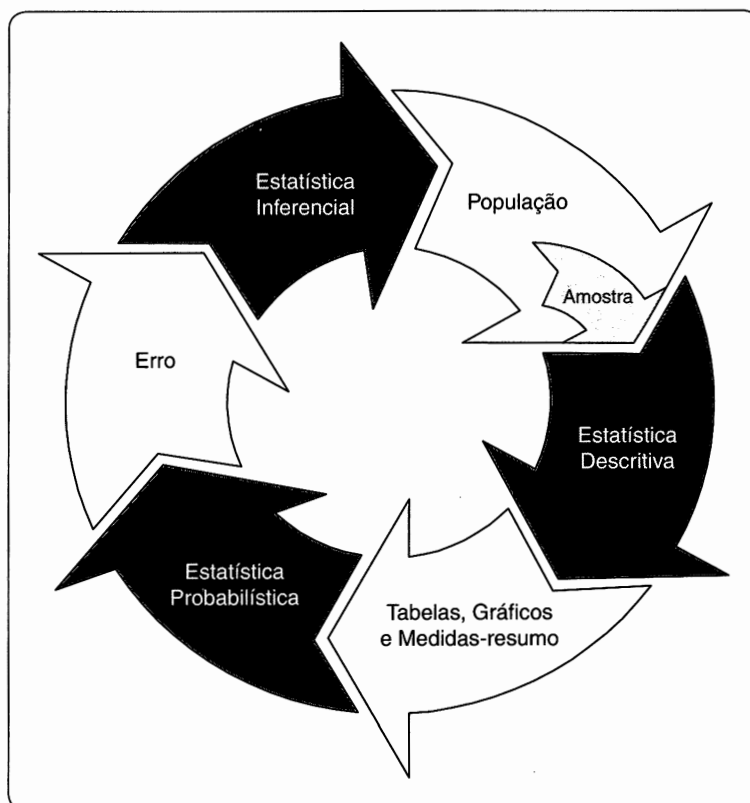 Estatística
Inferencial
População
Amostra
Estatística
Descritiva
Tabelas, Gráficos
e Medidas-resumo
Estatística
Probabilística
Erro